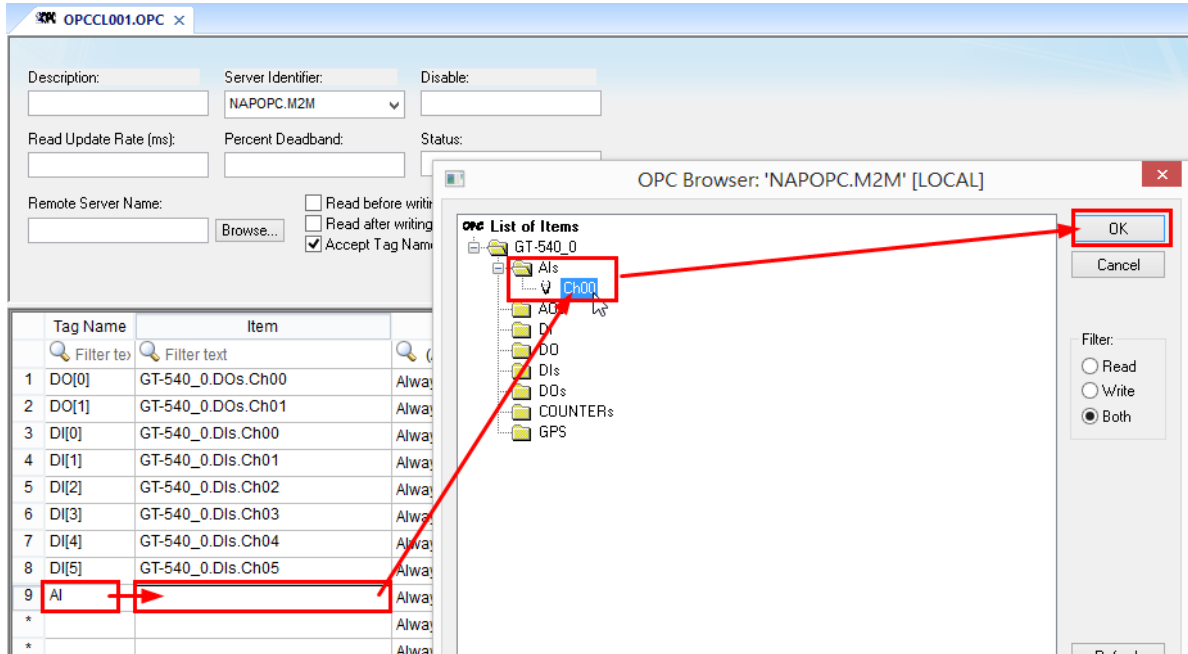 OPCCL001.OPC
Description: Server Identifier: Disable:
NAPOPC.M2M
Read Update Rate (ms): Percent Deadband: Status:
Remote Server Name:
Browse...
Read before writin
Read after writing
Accept Tag Nam
Tag Name Item
Filter tex Filter text
1 DO[0] GT-540_0.DOs.Ch00 Alway
2 DO[1] GT-540_0.DOs.Ch01 Alway
3 DI[0] GT-540_0.DIs.Ch00 Alway
4 DI[1] GT-540_0.DIs.Ch01 Alway
5 DI[2] GT-540_0.DIs.Ch02 Alway
6 DI[3] GT-540_0.DIs.Ch03 Alway
7 DI[4] GT-540_0.DIs.Ch04 Alway
8 DI[5] GT-540_0.DIs.Ch05 Alway
9 AI Alway
* Alway
* Alway
OPC Browser: 'NAPOPC.M2M' [LOCAL]
OPC List of Items
GT-540_0
AIs
Ch00
DI
DO
DIs
DOs
COUNTERs
GPS
OK
Cancel
Filter:
Read
Write
Both